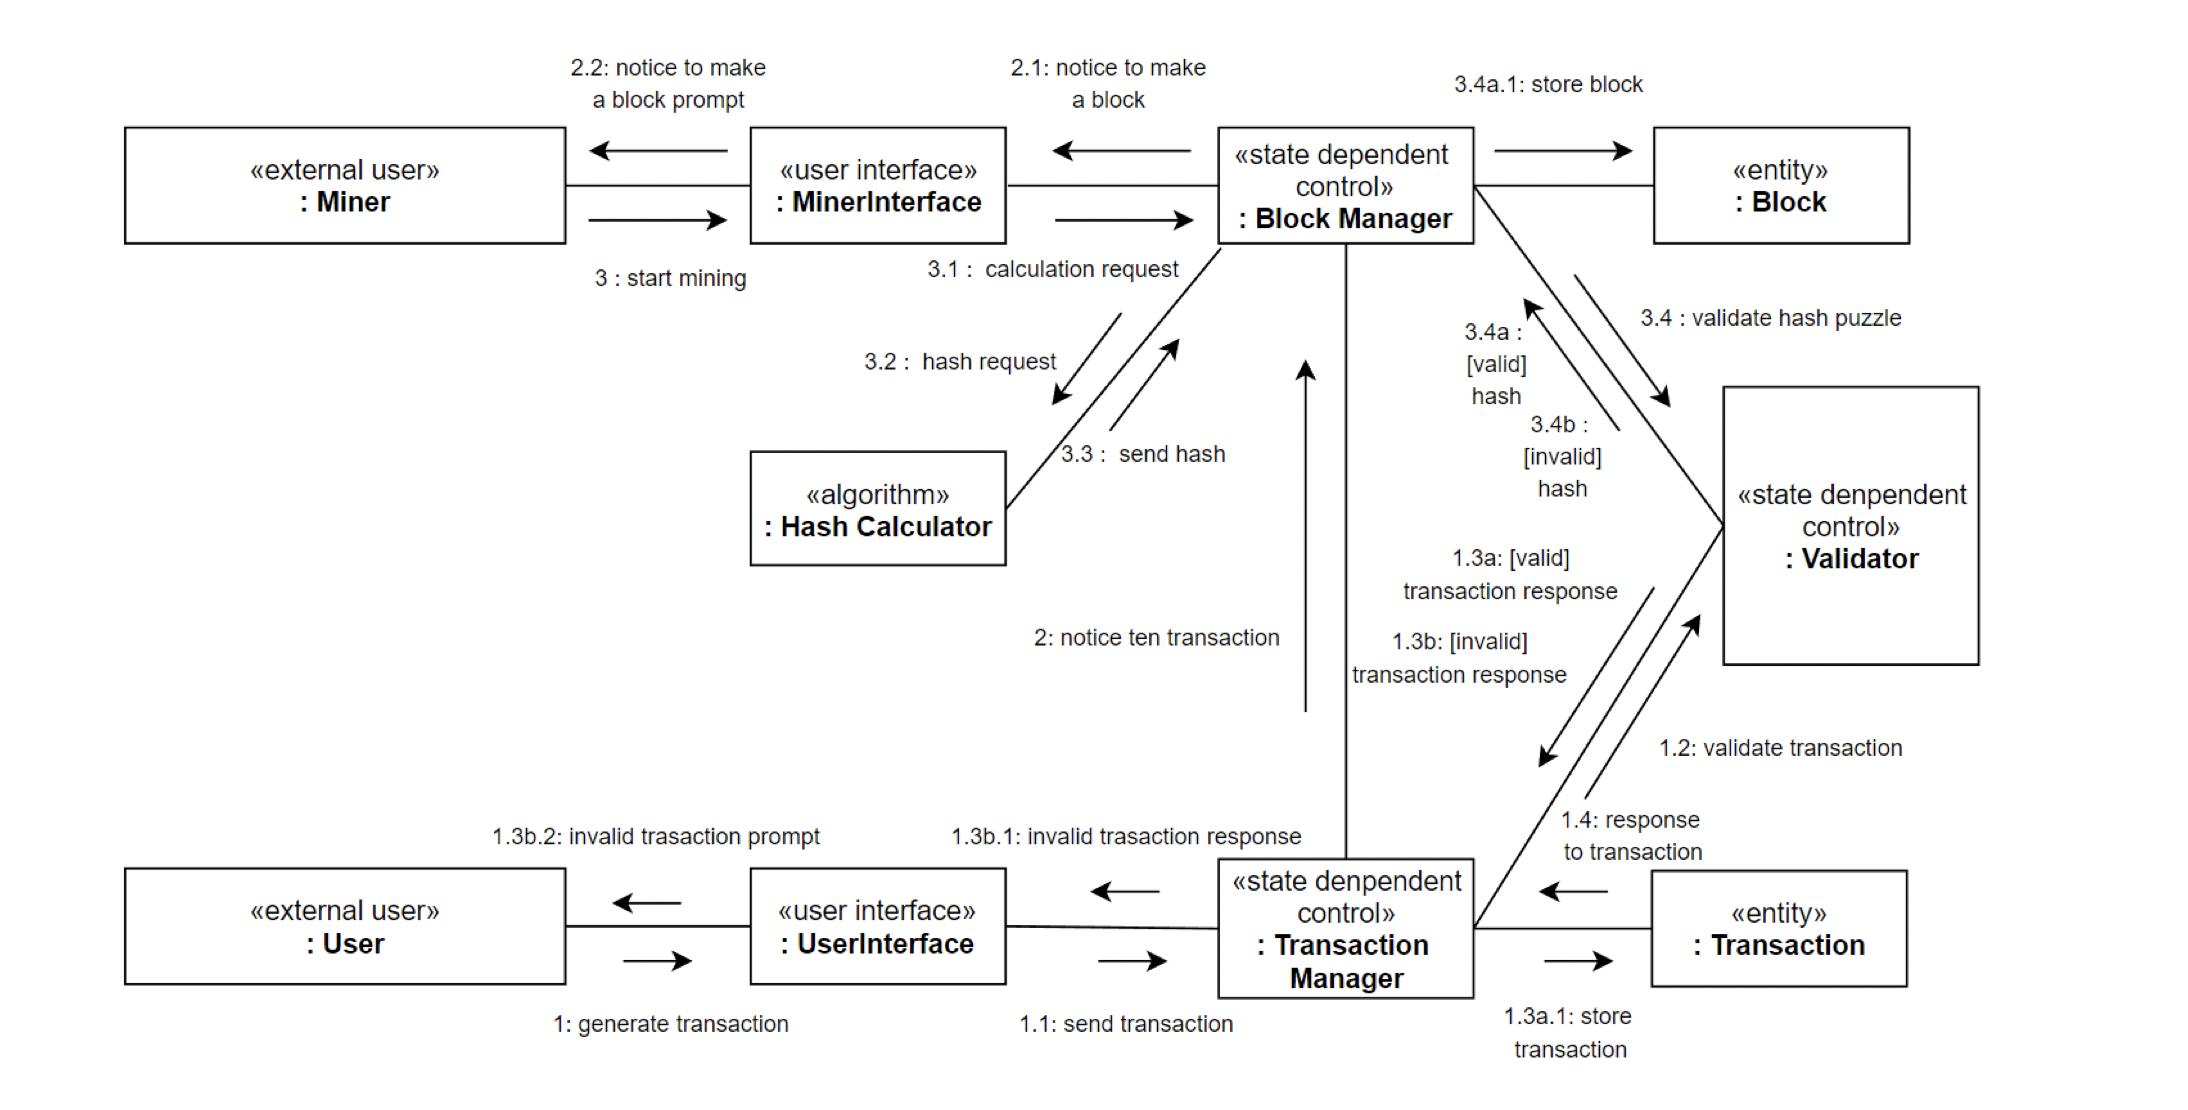 2.2: notice to make
a block prompt
2.1: notice to make
a block
3.4a.1: store block
«external user»
: Miner
«user interface»
: MinerInterface
«state dependent
control»
: Block Manager
«entity»
: Block
3 : start mining
3.1 :  calculation request
3.2 :  hash request
3.3 :  send hash
3.4a :
[valid]
hash
3.4b :
[invalid]
hash
3.4 : validate hash puzzle
«algorithm»
: Hash Calculator
«state denpendent
control»
: Validator
1.3a: [valid]
transaction response
1.3b: [invalid]
transaction response
2: notice ten transaction
1.2: validate transaction
1.4: response
to transaction
1.3b.2: invalid trasaction prompt
1.3b.1: invalid trasaction response
«external user»
: User
«user interface»
: UserInterface
«state denpendent
control»
: Transaction
Manager
«entity»
: Transaction
1: generate transaction
1.1: send transaction
1.3a.1: store
transaction